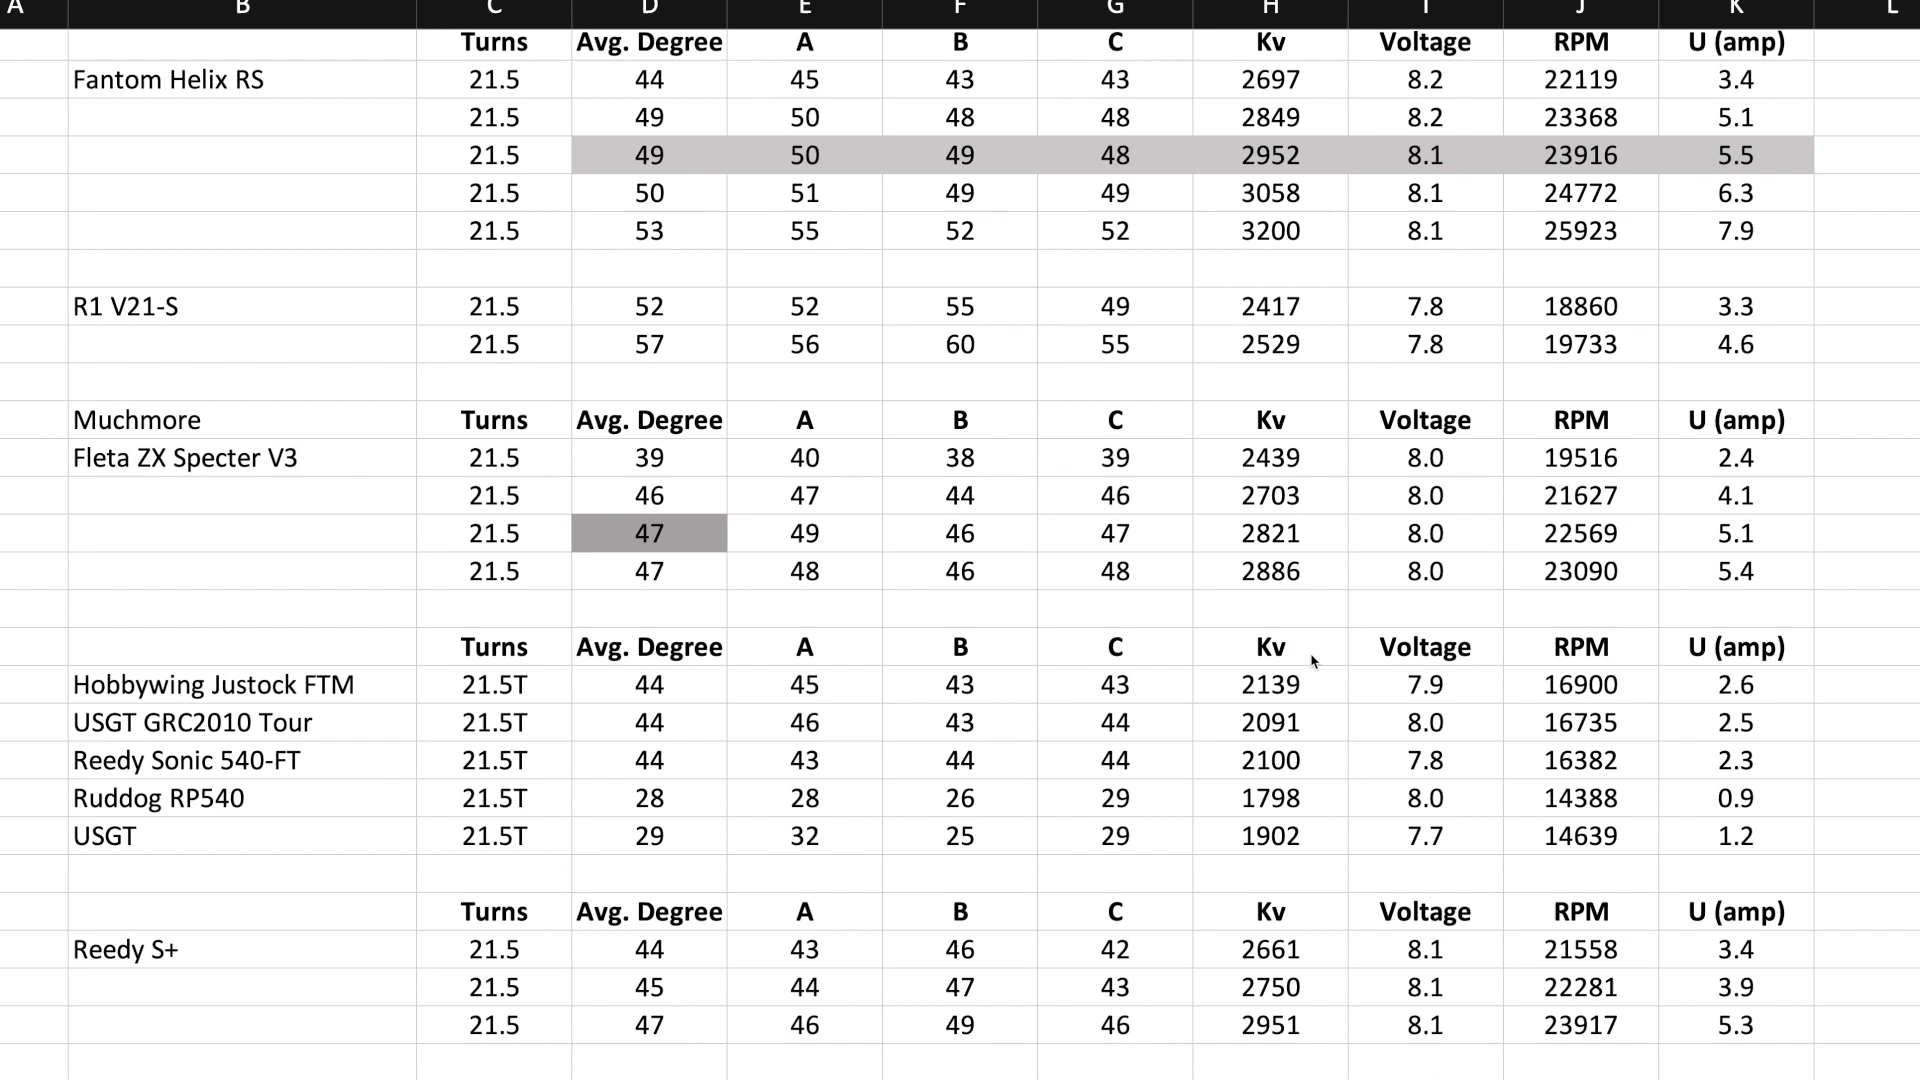 A B C D E F G H I J K L
Turns Avg. Degree A B C Kv Voltage RPM U (amp)
Fantom Helix RS 21.5 44 45 43 43 2697 8.2 22119 3.4
21.5 49 50 48 48 2849 8.2 23368 5.1
21.5 49 50 49 48 2952 8.1 23916 5.5
21.5 50 51 49 49 3058 8.1 24772 6.3
21.5 53 55 52 52 3200 8.1 25923 7.9
R1 V21-S 21.5 52 52 55 49 2417 7.8 18860 3.3
21.5 57 56 60 55 2529 7.8 19733 4.6
Muchmore Turns Avg. Degree A B C Kv Voltage RPM U (amp)
Fleta ZX Specter V3 21.5 39 40 38 39 2439 8.0 19516 2.4
21.5 46 47 44 46 2703 8.0 21627 4.1
21.5 47 49 46 47 2821 8.0 22569 5.1
21.5 47 48 46 48 2886 8.0 23090 5.4
Turns Avg. Degree A B C Kv Voltage RPM U (amp)
Hobbywing Justock FTM 21.5T 44 45 43 43 2139 7.9 16900 2.6
USGT GRC2010 Tour 21.5T 44 46 43 44 2091 8.0 16735 2.5
Reedy Sonic 540-FT 21.5T 44 43 44 44 2100 7.8 16382 2.3
Ruddog RP540 21.5T 28 28 26 29 1798 8.0 14388 0.9
USGT 21.5T 29 32 25 29 1902 7.7 14639 1.2
Turns Avg. Degree A B C Kv Voltage RPM U (amp)
Reedy S+ 21.5 44 43 46 42 2661 8.1 21558 3.4
21.5 45 44 47 43 2750 8.1 22281 3.9
21.5 47 46 49 46 2951 8.1 23917 5.3